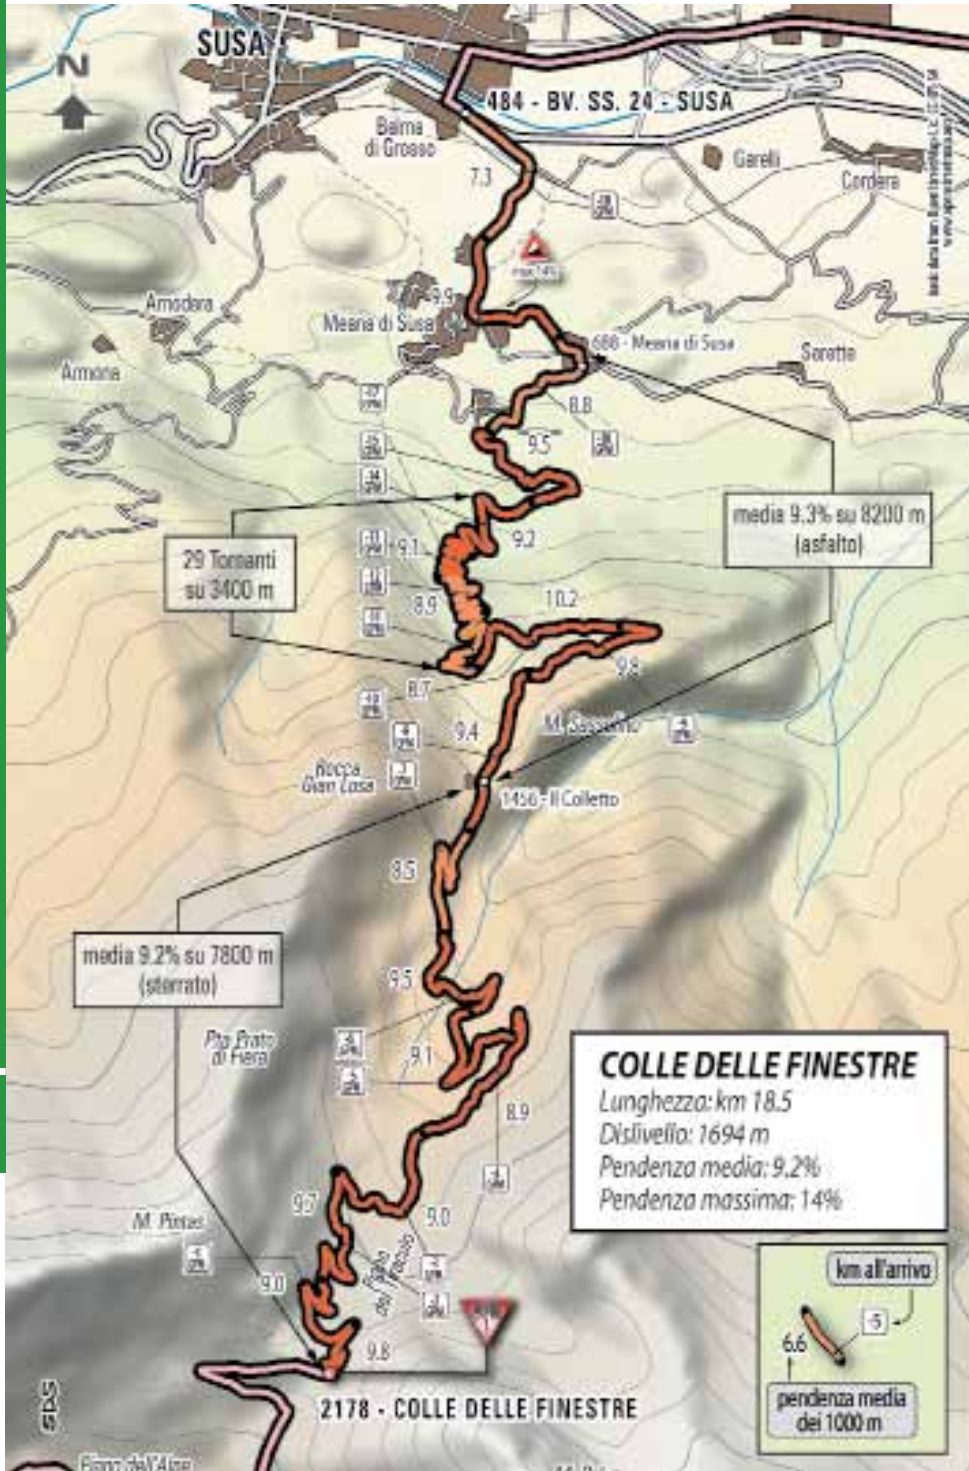 SUSA
N
484 - BV. SS. 24 - SUSA
Balma
di Grosso
7.3
Garelli
Cordera
max 14%
9.9
Amodera
Meana di Susa
688 - Meana di Susa
Sarette
Armona
8.8
9.5
media 9.3% su 8200 m
(asfalto)
9.2
29 Tornanti
su 3400 m
9.1
8.9
10.2
9.8
8.7
9.4
Rocca
Gian Losa
1456 - Il Colletto
8.5
media 9.2% su 7800 m
(sterrato)
9.5
Pta Prato
di Fiera
9.1
COLLE DELLE FINESTRE
Lunghezza: km 18.5
Dislivello: 1694 m
Pendenza media: 9,2%
Pendenza massima: 14%
8.9
9.7
9.0
M. Pintas
9.0
km all'arrivo
-5
6.6
9.8
pendenza media
dei 1000 m
2178 - COLLE DELLE FINESTRE
SDS